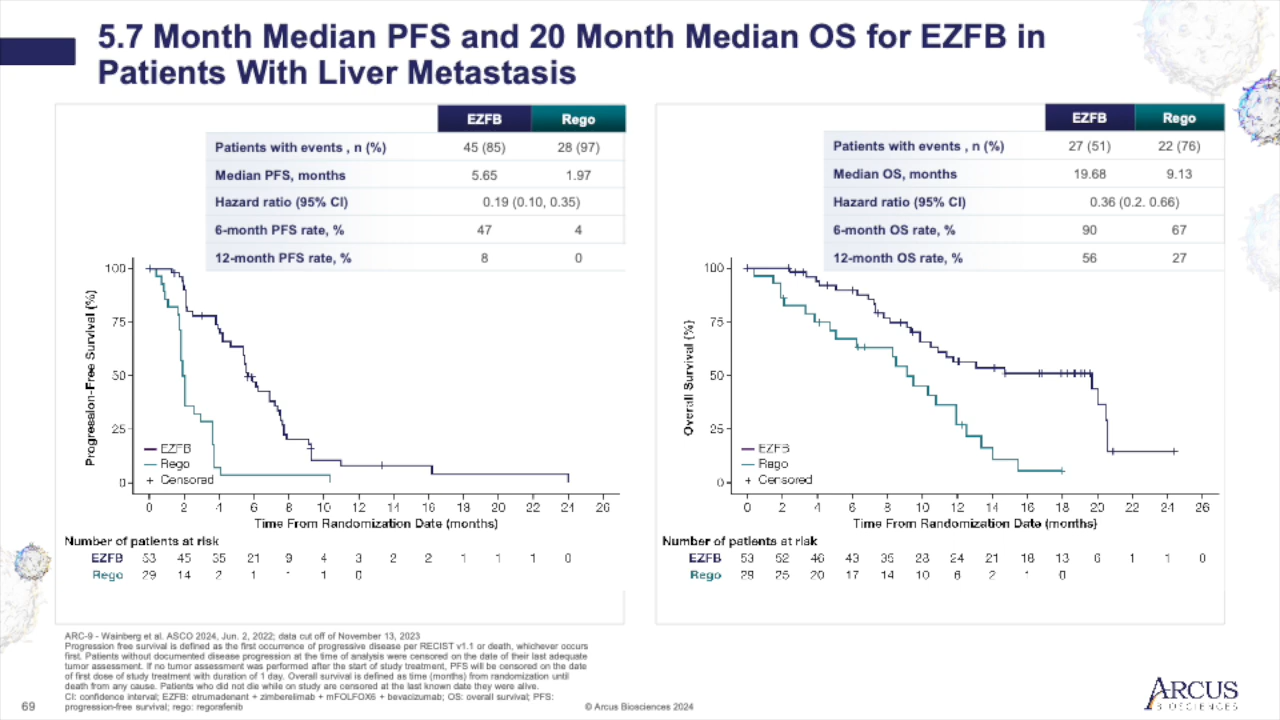 5.7 Month Median PFS and 20 Month Median OS for EZFB in
Patients With Liver Metastasis
EZFB Rego
Patients with events , n (%) 45 (85) 28 (97)
Median PFS, months 5.65 1.97
Hazard ratio (95% CI) 0.19 (0.10, 0.35)
6-month PFS rate, % 47 4
12-month PFS rate, % 8 0
Progression-Free Survival (%)
100
75
50
25
0
EZFB
Rego
+ Censored
0 2 4 6 8 10 12 14 16 18 20 22 24 26
Time From Randomization Date (months)
Number of patients at risk
EZFB 53 45 35 21 9 4 3 2 2 1 1 1 0
Rego 29 14 2 1 1 1 0
EZFB Rego
Patients with events , n (%) 27 (51) 22 (76)
Median OS, months 19.68 9.13
Hazard ratio (95% CI) 0.36 (0.2. 0.66)
6-month OS rate, % 90 67
12-month OS rate, % 56 27
Overall Survival (%)
100
75
50
25
0
EZFB
Rego
+ Censored
0 2 4 6 8 10 12 14 16 18 20 22 24 26
Time From Randomization Date (months)
Number of patients at risk
EZFB 53 52 46 43 35 24 21 13 1 1 0
Rego 25 20 17 14 10 2 1 0
ARC-9 - Wainberg et al. ASCO 2024, Jun. 2, 2022; data cut off of November 13, 2023
Progression free survival is defined as the first occurrence of progressive disease per RECIST v1.1 or death, whichever occurs
first. Patients without documented disease progression at the time of analysis were censored on the date of their last adequate
tumor assessment. If no tumor assessment was performed after the start of study treatment, PFS will be censored on the date
of first dose of study treatment with duration of 1 day. Overall survival is defined as time (months) from randomization until
death from any cause. Patients who did not die while on study are censored at the last known date they were alive.
CI: confidence interval; EZFB: etrumadenant + zimberelimab + mFOLFOX6 + bevacizumab; OS: overall survival; PFS:
progression-free survival; rego: regorafenib
69
© Arcus Biosciences 2024
ARCUS
BIOSCIENCES